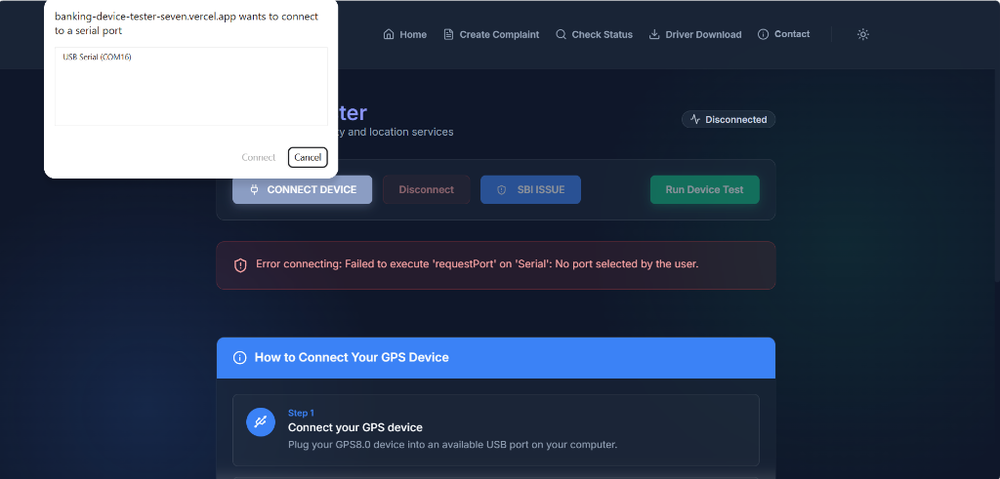 banking-device-tester-seven.vercel.app wants to connect
to a serial port
USB Serial (COM16)
Connect
Cancel
Home
Create Complaint
Check Status
Driver Download
Contact
ter
y and location services
Disconnected
CONNECT DEVICE
Disconnect
SBI ISSUE
Run Device Test
Error connecting: Failed to execute 'requestPort' on 'Serial': No port selected by the user.
How to Connect Your GPS Device
Step 1
Connect your GPS device
Plug your GPS8.0 device into an available USB port on your computer.